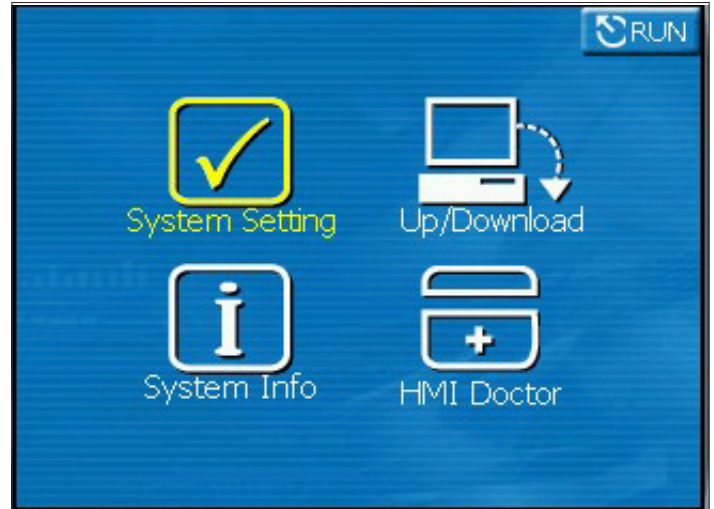 RUN
System Setting
Up/Download
System Info
HMI Doctor